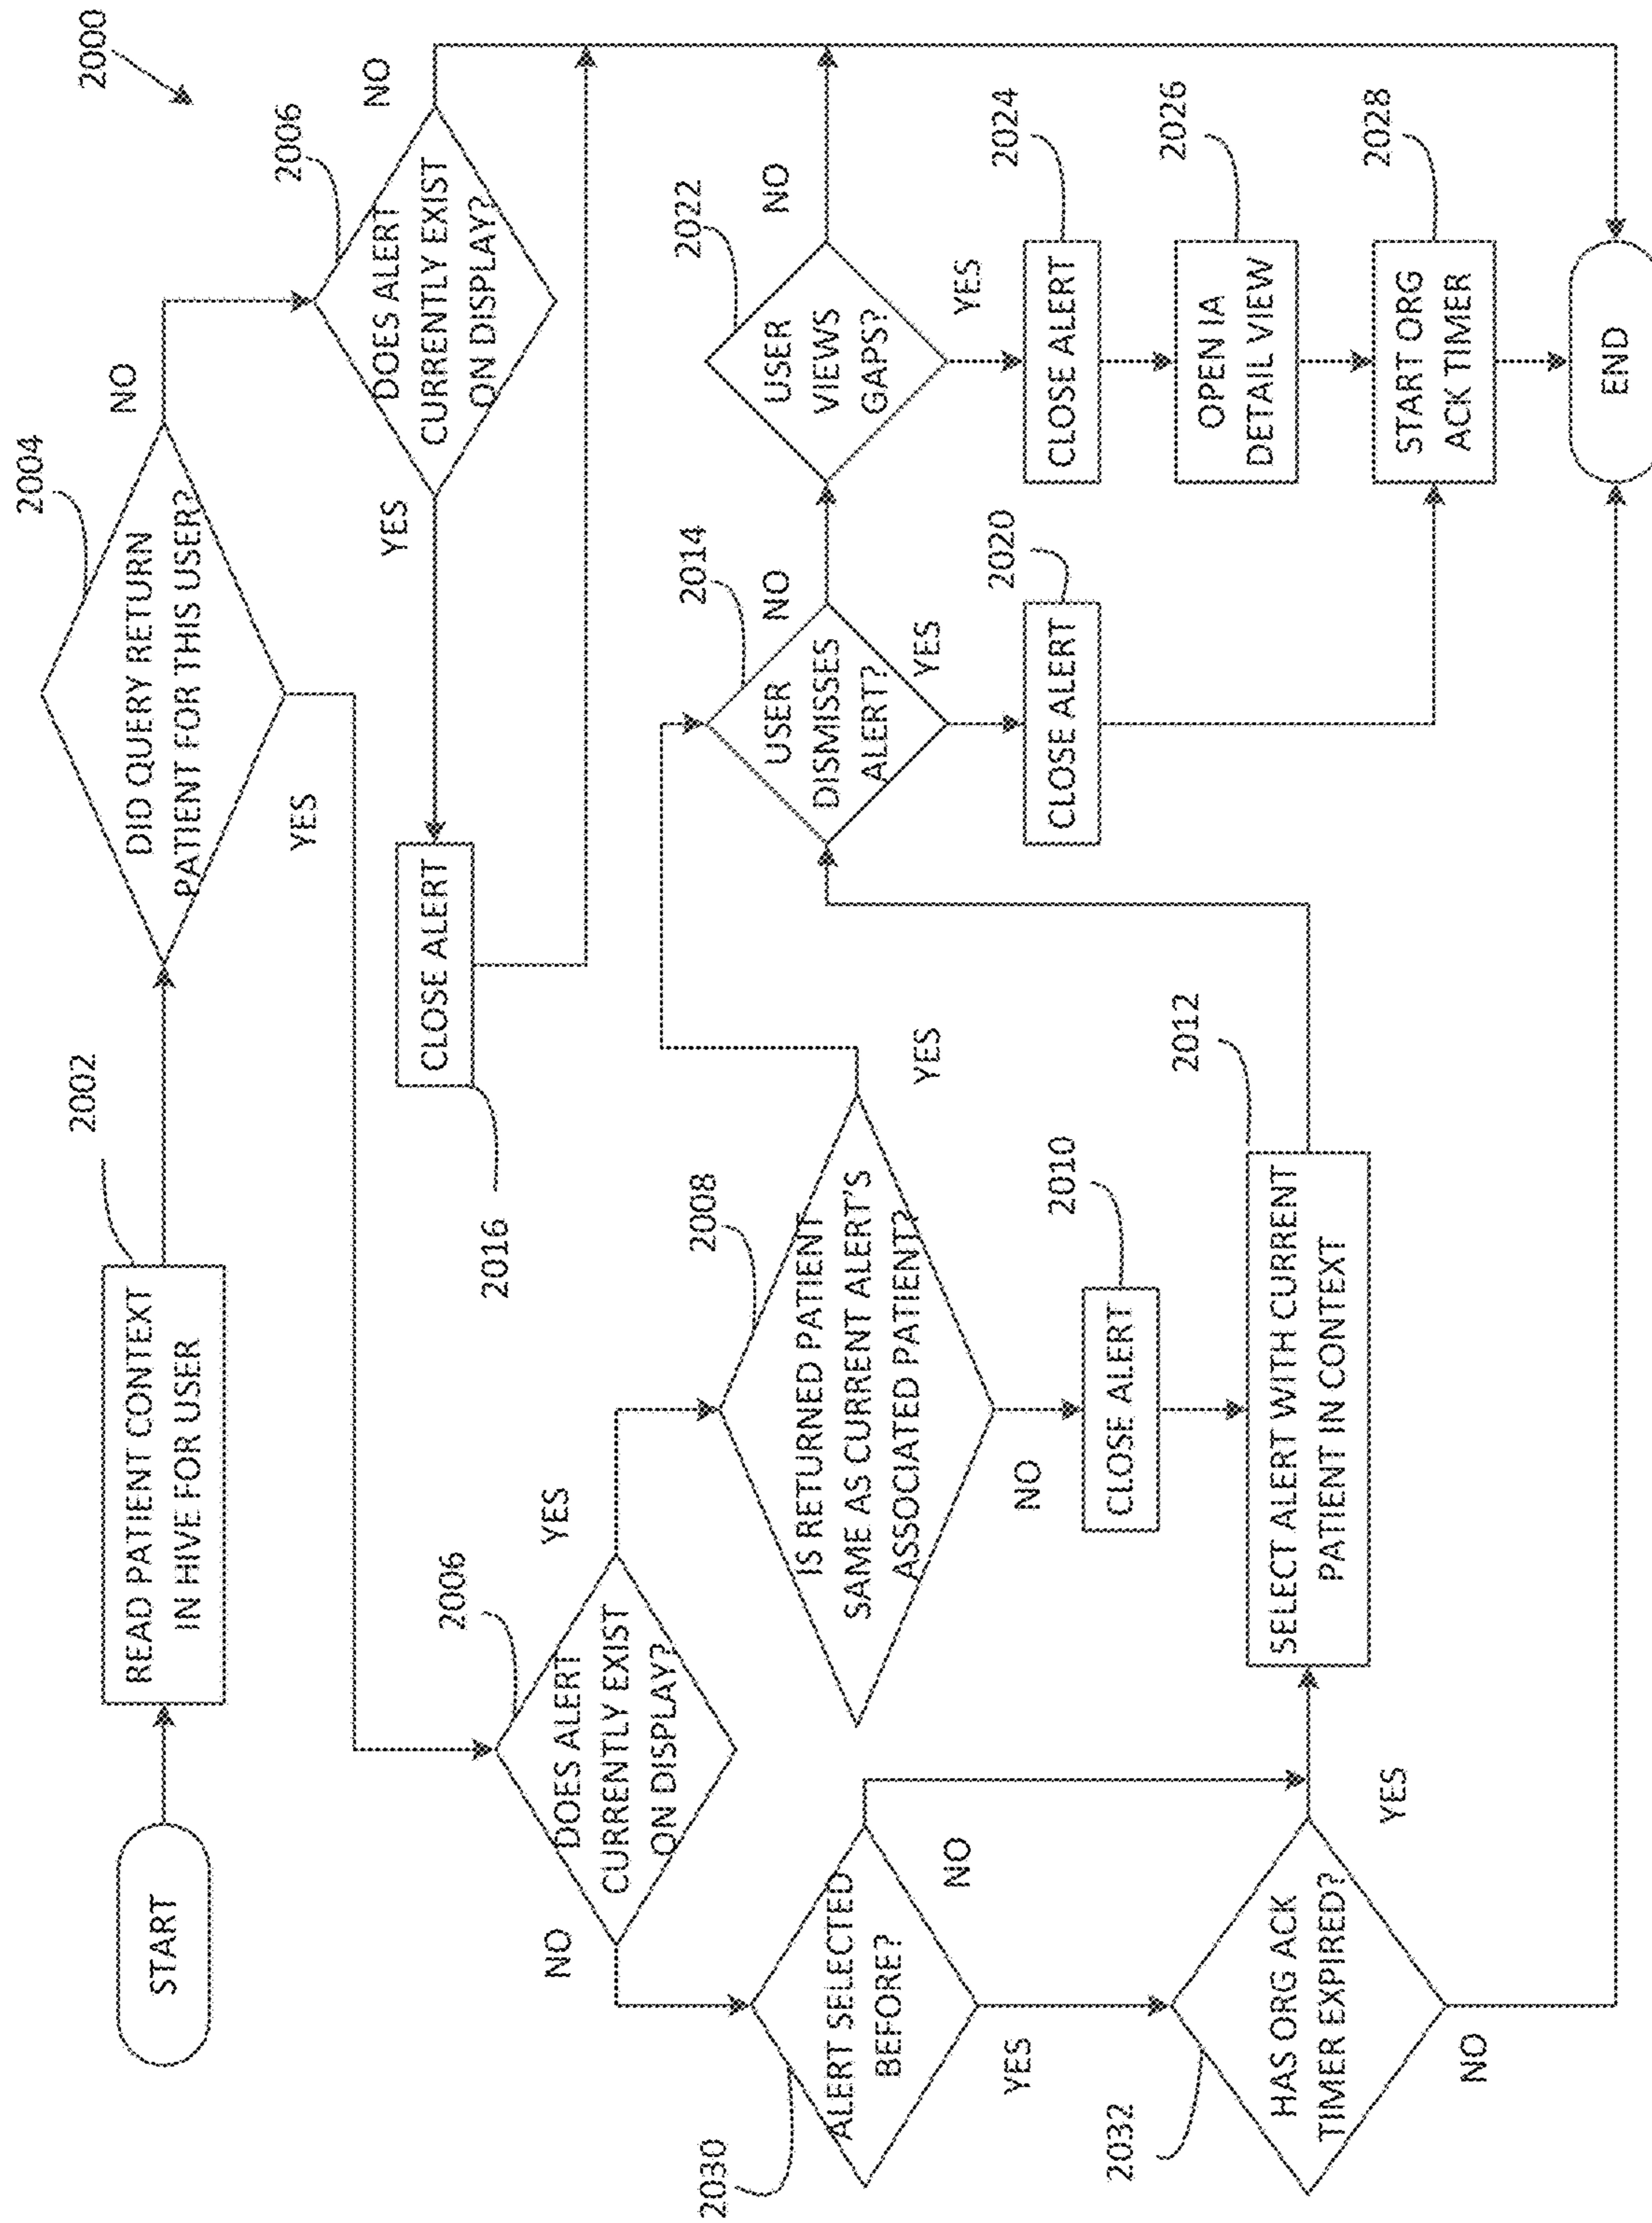 2000
START
2002
READ PATIENT CONTEXT
IN HIVE FOR USER
2004
DID QUERY RETURN
PATIENT FOR THIS USER?
NO
YES
2006
DOES ALERT
CURRENTLY EXIST
ON DISPLAY?
NO
YES
CLOSE ALERT
2016
2006
DOES ALERT
CURRENTLY EXIST
ON DISPLAY?
NO
YES
2008
IS RETURNED PATIENT
SAME AS CURRENT ALERT'S
ASSOCIATED PATIENT?
YES
NO
2014
USER
DISMISSES
ALERT?
NO
YES
2022
USER
VIEWS
GAPS?
NO
YES
2030
ALERT SELECTED
BEFORE?
NO
YES
2010
CLOSE ALERT
2020
CLOSE ALERT
2024
CLOSE ALERT
2026
OPEN IA
DETAIL VIEW
2032
HAS ORG ACK
TIMER EXPIRED?
YES
NO
2012
SELECT ALERT WITH CURRENT
PATIENT IN CONTEXT
2028
START ORG
ACK TIMER
END